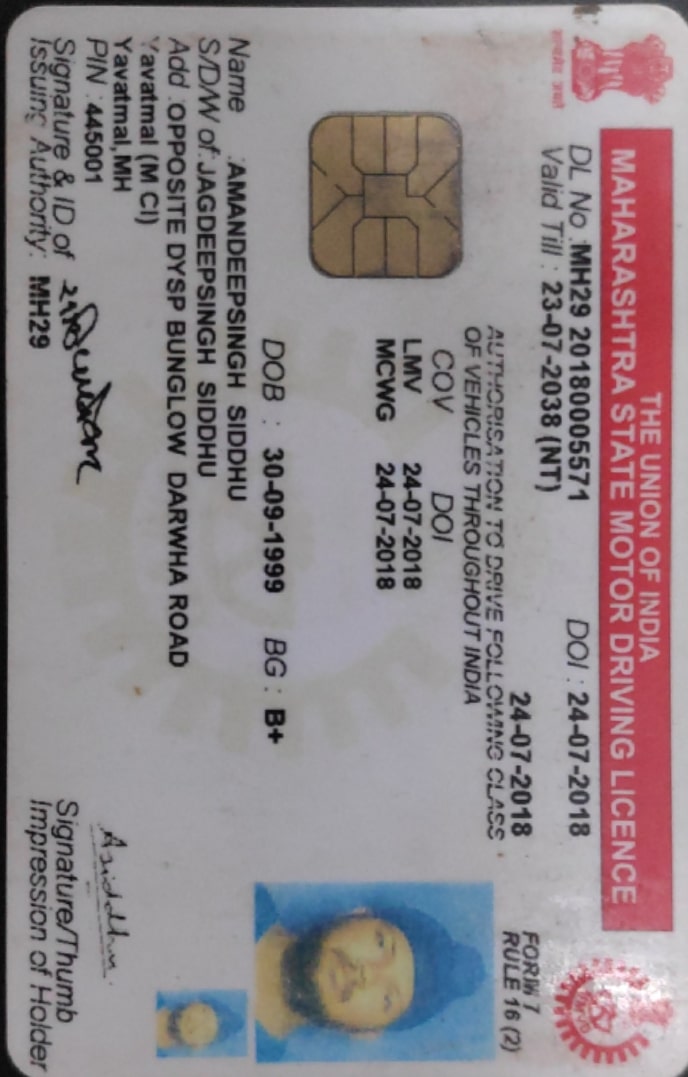 THE UNION OF INDIA
MAHARASHTRA STATE MOTOR DRIVING LICENCE
सत्यमेव जयते
DL No : MH29 20180005571 DOI : 24-07-2018
Valid Till : 23-07-2038 (NT)
24-07-2018
FORM 7
RULE 16 (2)
AUTHORISATION TO DRIVE FOLLOWING CLASS
OF VEHICLES THROUGHOUT INDIA
COV DOI
LMV 24-07-2018
MCWG 24-07-2018
DOB : 30-09-1999 BG : B+
Name : AMANDEEPSINGH SIDDHU
S/D/W of : JAGDEEPSINGH SIDDHU
Add : OPPOSITE DYSP BUNGLOW DARWHA ROAD
Yavatmal (M Cl)
Yavatmal,MH
PIN : 445001
Asiddhu
Signature & ID of
Issuing Authority: MH29
Signature/Thumb
Impression of Holder